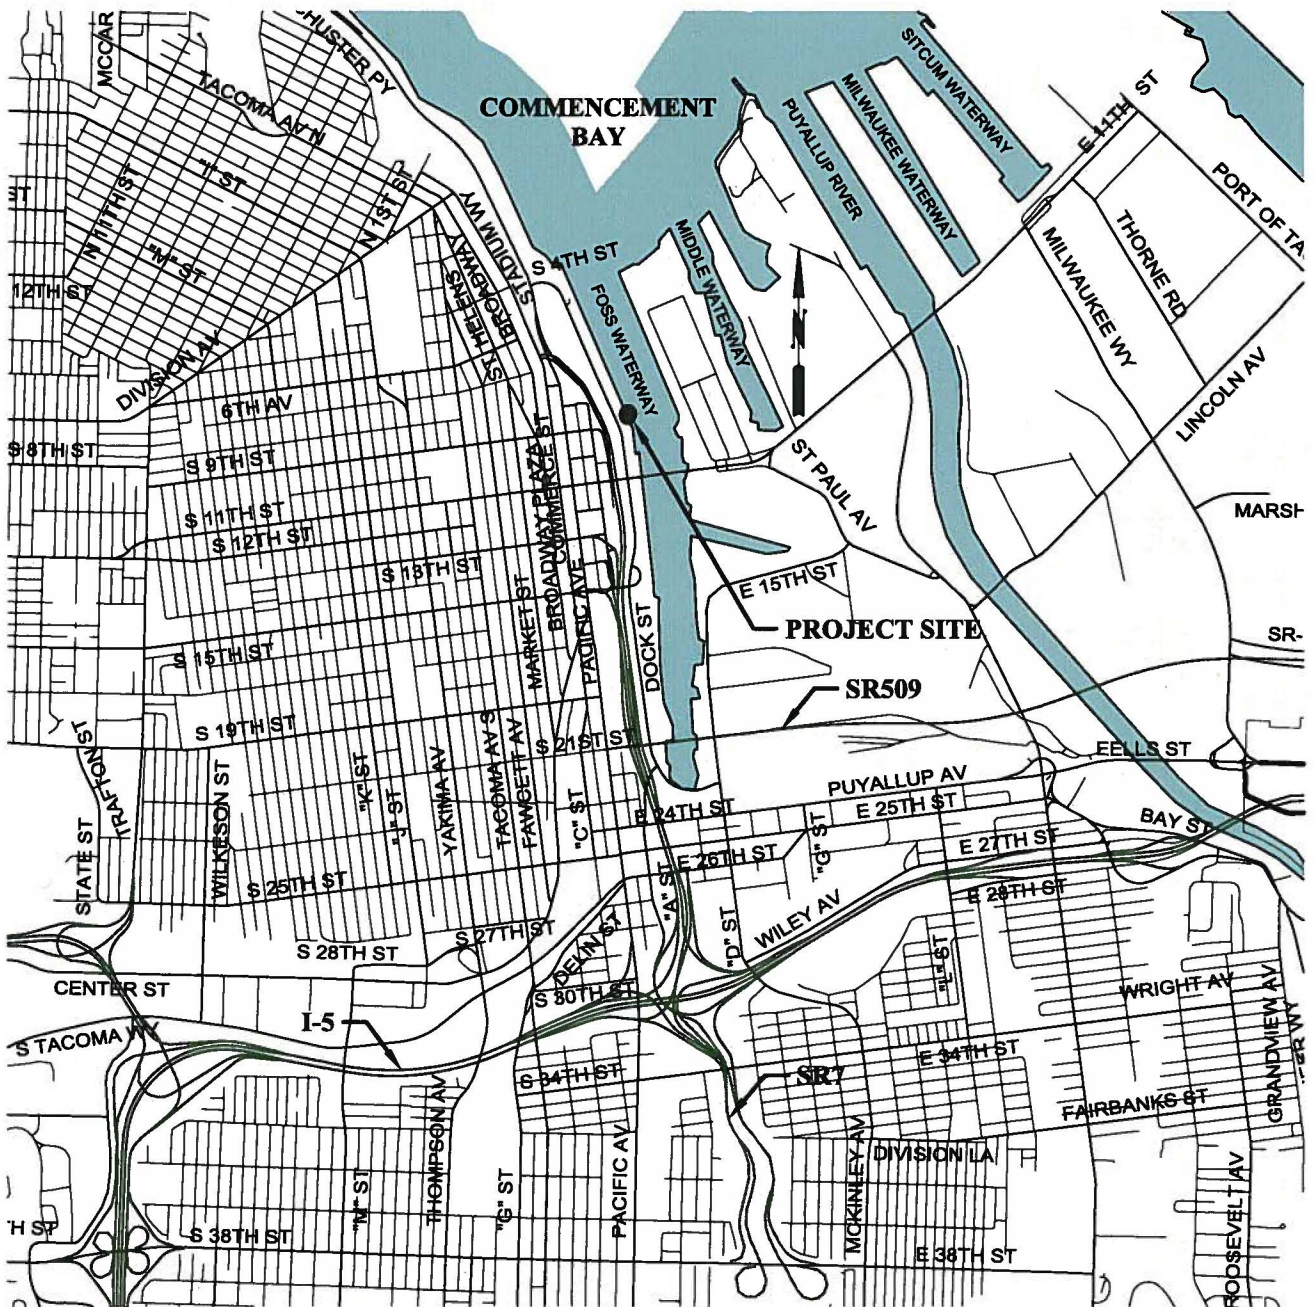 MCCAR
CHUSTER PY
TACOMA AV N
COMMENCEMENT
BAY
SITCUM WATERWAY
MILWAUKEE WATERWAY
PUYALLUP RIVER
E 11TH ST
PORT OF TA
THORNE RD
MILWAUKEE WY
LINCOLN AV
ST
N 11TH ST
"I" ST
N 1ST ST
"M" ST
12TH ST
STADIUM WY
BROADWAY
ST HELENS
S 4TH ST
FOSS WATERWAY
MIDDLE WATERWAY
N
DIVISION AV
6TH AV
S 8TH ST
S 9TH ST
S 11TH ST
S 12TH ST
S 13TH ST
BROADWAY PLAZA
COMMERCE ST
MARKET ST
PACIFIC AVE
DOCK ST
ST PAUL AV
E 15TH ST
MARSH
PROJECT SITE
SR-
SR509
S 15TH ST
S 19TH ST
S 21ST ST
TRAFTON ST
STATE ST
WILKESON ST
"K" ST
"J" ST
YAKIMA AV
TACOMA AV S
FAWCETT AV
"C" ST
EELLS ST
PUYALLUP AV
E 24TH ST
E 25TH ST
BAY ST
E 26TH ST
"G" ST
E 27TH ST
E 28TH ST
S 25TH ST
"A" ST
"D" ST
WILEY AV
"L" ST
S 27TH ST
S 28TH ST
DELIN ST
CENTER ST
S 30TH ST
WRIGHT AV
GRANDVIEW AV
S TACOMA WY
I-5
E 34TH ST
S 34TH ST
SR7
FAIRBANKS ST
THOMPSON AV
"M" ST
"G" ST
PACIFIC AV
MCKINLEY AV
DIVISION LA
ROOSEVELT AV
TH ST
S 38TH ST
E 38TH ST